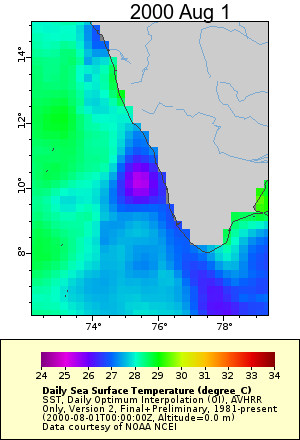 2000 Aug 1
14°
12°
10°
8°
74° 76° 78°
24 25 26 27 28 29 30 31 32 33 34
Daily Sea Surface Temperature (degree_C)
SST, Daily Optimum Interpolation (OI), AVHRR
Only, Version 2, Final+Preliminary, 1981-present
(2000-08-01T00:00:00Z, Altitude=0.0 m)
Data courtesy of NOAA NCEI